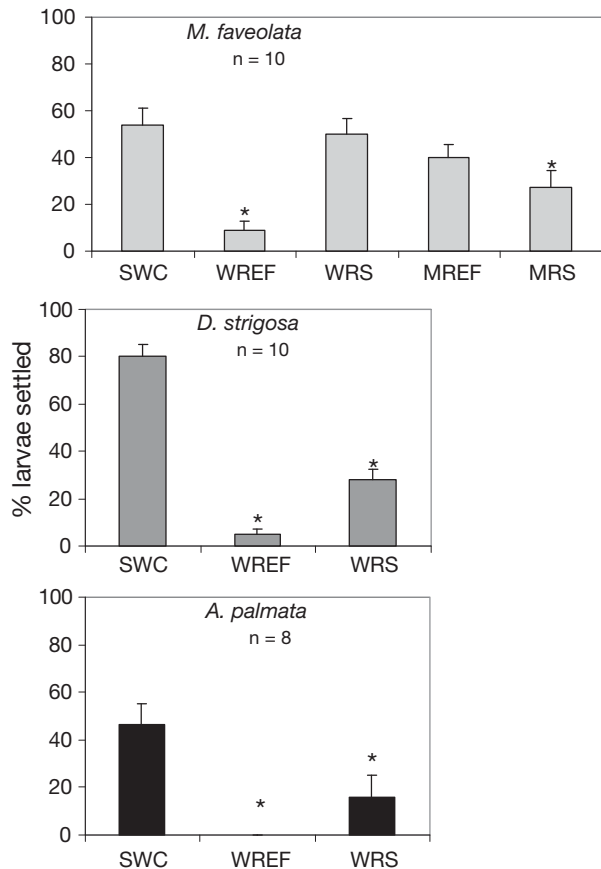 M. faveolata
n = 10
100
80
60
40
20
0
*
*
SWC WREF WRS MREF MRS
% larvae settled
D. strigosa
n = 10
100
80
60
40
20
0
*
*
SWC WREF WRS
A. palmata
n = 8
100
80
60
40
20
0
*
*
SWC WREF WRS